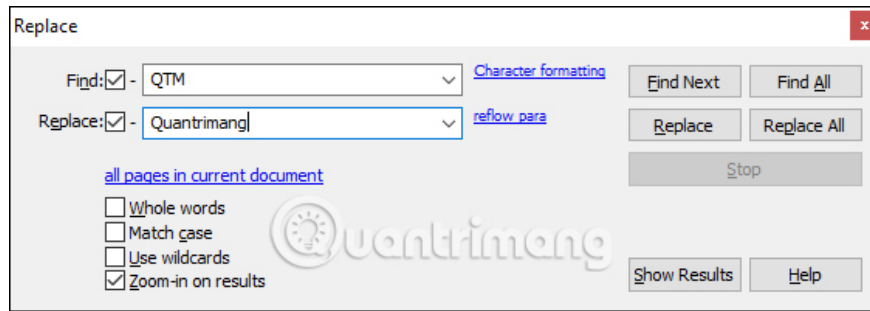 Replace
x
Find: - QTM Character formatting Find Next Find All
Replace: - Quantrimang reflow para Replace Replace All
all pages in current document Stop
Whole words
Match case
Use wildcards
Quantrimang
Zoom-in on results Show Results Help